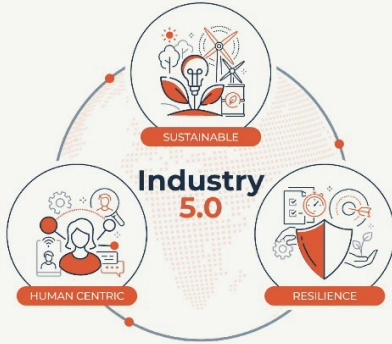 SUSTAINABLE
Industry
5.0
HUMAN CENTRIC
RESILIENCE